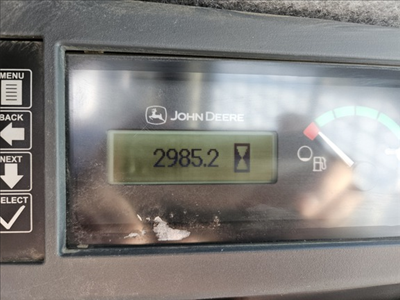 MENU
BACK
NEXT
SELECT
JOHN DEERE
2985.2